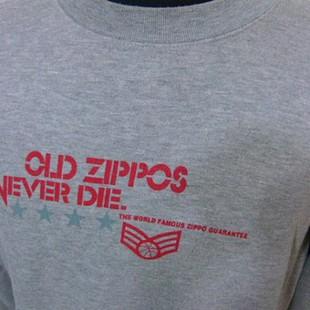 OLD ZIPPOS
NEVER DIE.
THE WORLD FAMOUS ZIPPO GUARANTEE